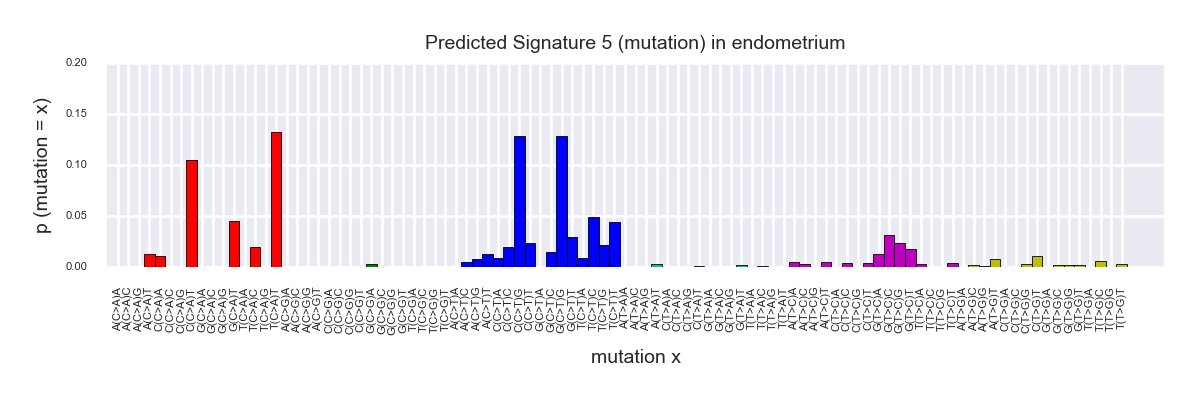 Predicted Signature 5 (mutation) in endometrium
p (mutation = x)
0.20
0.15
0.10
0.05
0.00
A(C>A)A
A(C>A)C
A(C>A)G
A(C>A)T
C(C>A)A
C(C>A)C
C(C>A)G
C(C>A)T
G(C>A)A
G(C>A)C
G(C>A)G
G(C>A)T
T(C>A)A
T(C>A)C
T(C>A)G
T(C>A)T
A(C>G)A
A(C>G)C
A(C>G)G
A(C>G)T
C(C>G)A
C(C>G)C
C(C>G)G
C(C>G)T
G(C>G)A
G(C>G)C
G(C>G)G
G(C>G)T
T(C>G)A
T(C>G)C
T(C>G)G
T(C>G)T
A(C>T)A
A(C>T)C
A(C>T)G
A(C>T)T
C(C>T)A
C(C>T)C
C(C>T)G
C(C>T)T
G(C>T)A
G(C>T)C
G(C>T)G
G(C>T)T
T(C>T)A
T(C>T)C
T(C>T)G
T(C>T)T
A(T>A)A
A(T>A)C
A(T>A)G
A(T>A)T
C(T>A)A
C(T>A)C
C(T>A)G
C(T>A)T
G(T>A)A
G(T>A)C
G(T>A)G
G(T>A)T
T(T>A)A
T(T>A)C
T(T>A)G
T(T>A)T
A(T>C)A
A(T>C)C
A(T>C)G
A(T>C)T
C(T>C)A
C(T>C)C
C(T>C)G
C(T>C)T
G(T>C)A
G(T>C)C
G(T>C)G
G(T>C)T
T(T>C)A
T(T>C)C
T(T>C)G
T(T>C)T
A(T>G)A
A(T>G)C
A(T>G)G
A(T>G)T
C(T>G)A
C(T>G)C
C(T>G)G
C(T>G)T
G(T>G)A
G(T>G)C
G(T>G)G
G(T>G)T
T(T>G)A
T(T>G)C
T(T>G)G
T(T>G)T
mutation x